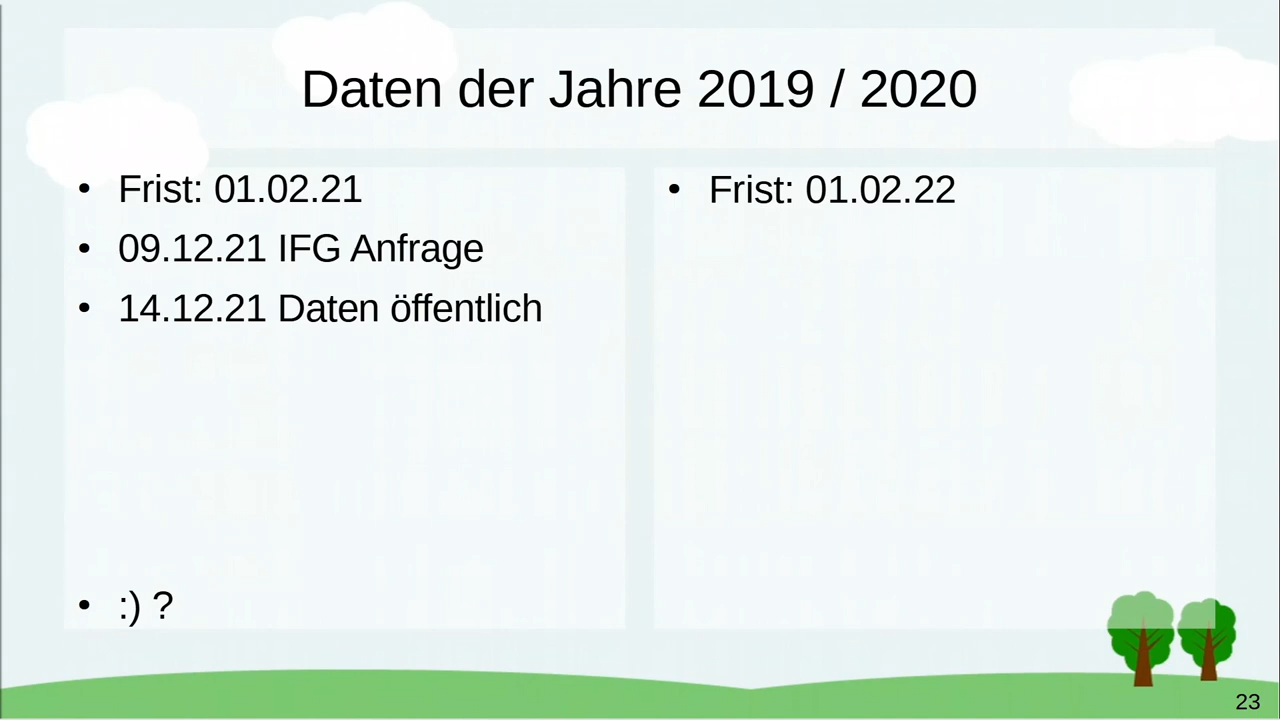 Daten der Jahre 2019 / 2020
• Frist: 01.02.21
• 09.12.21 IFG Anfrage
• 14.12.21 Daten öffentlich
• :) ?
• Frist: 01.02.22
23